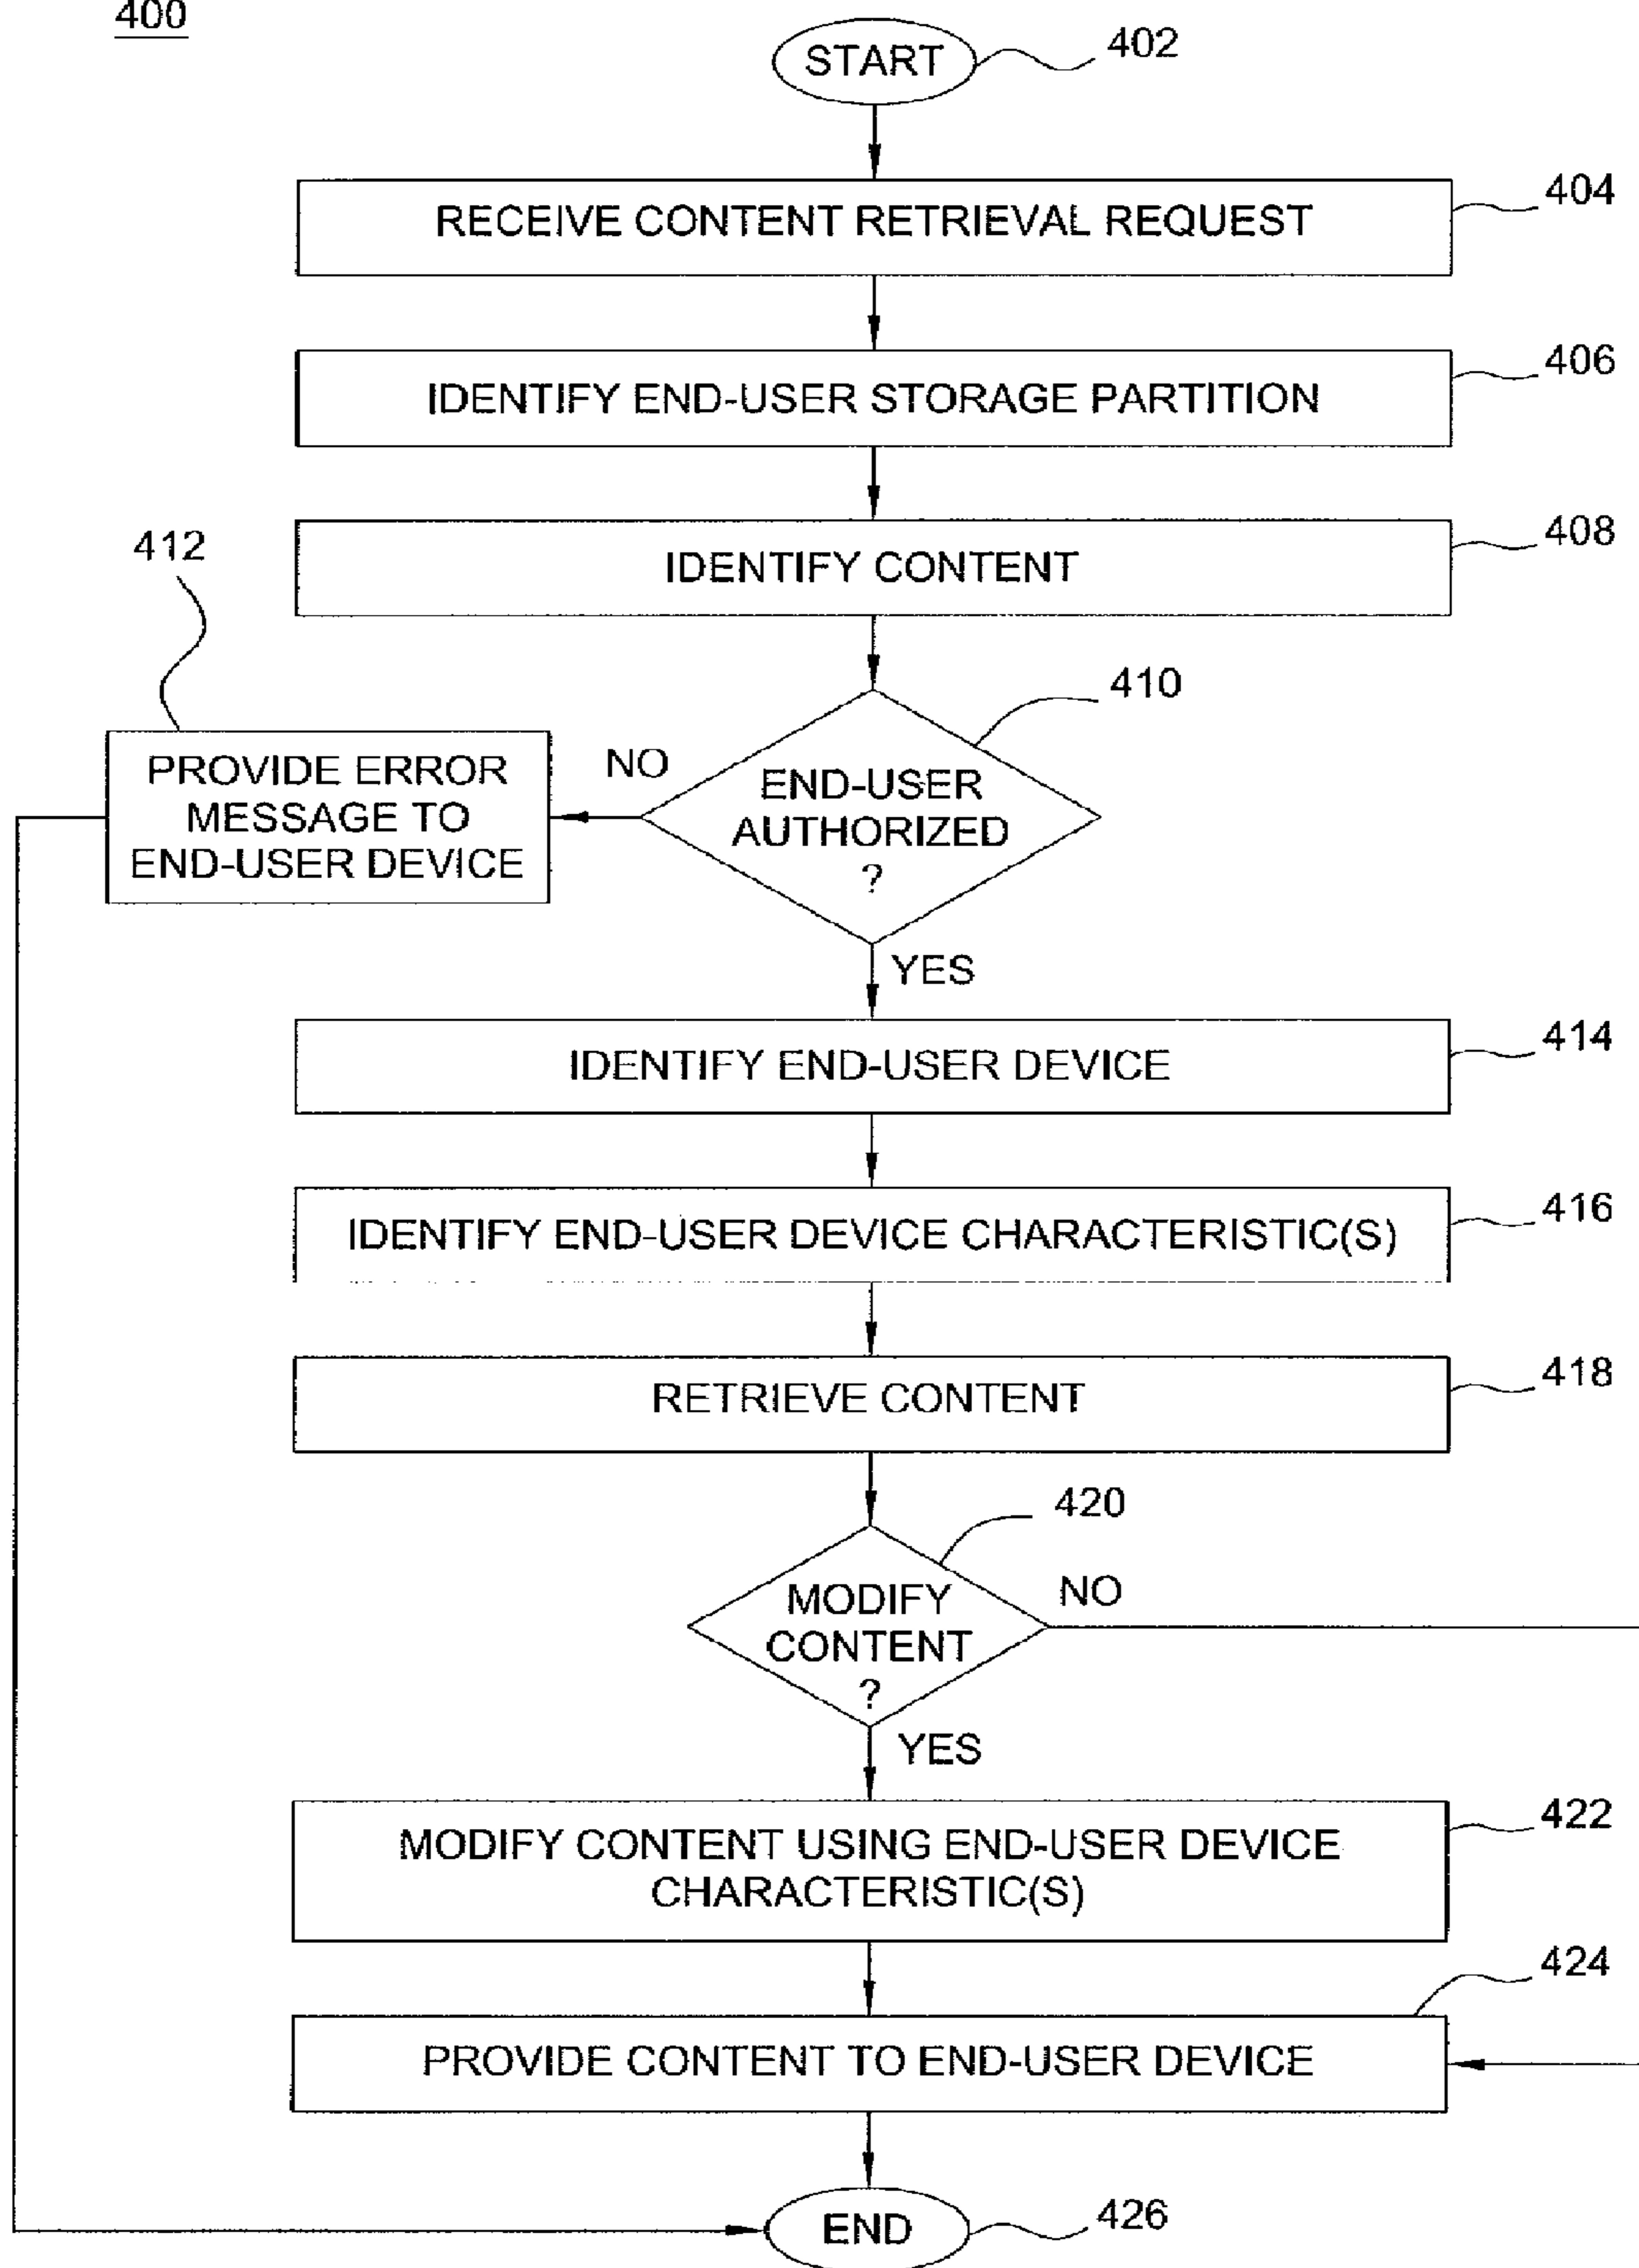 400
START
402
RECEIVE CONTENT RETRIEVAL REQUEST
404
IDENTIFY END-USER STORAGE PARTITION
406
IDENTIFY CONTENT
408
412
410
PROVIDE ERROR
MESSAGE TO
END-USER DEVICE
NO
END-USER
AUTHORIZED
?
YES
IDENTIFY END-USER DEVICE
414
IDENTIFY END-USER DEVICE CHARACTERISTIC(S)
416
RETRIEVE CONTENT
418
420
MODIFY
CONTENT
?
NO
YES
MODIFY CONTENT USING END-USER DEVICE
CHARACTERISTIC(S)
422
424
PROVIDE CONTENT TO END-USER DEVICE
END
426